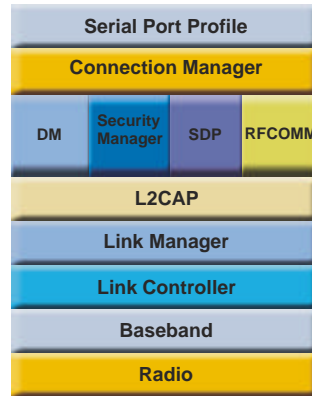 Serial Port Profile
Connection Manager
DM
Security
Manager
SDP
RFCOMM
L2CAP
Link Manager
Link Controller
Baseband
Radio